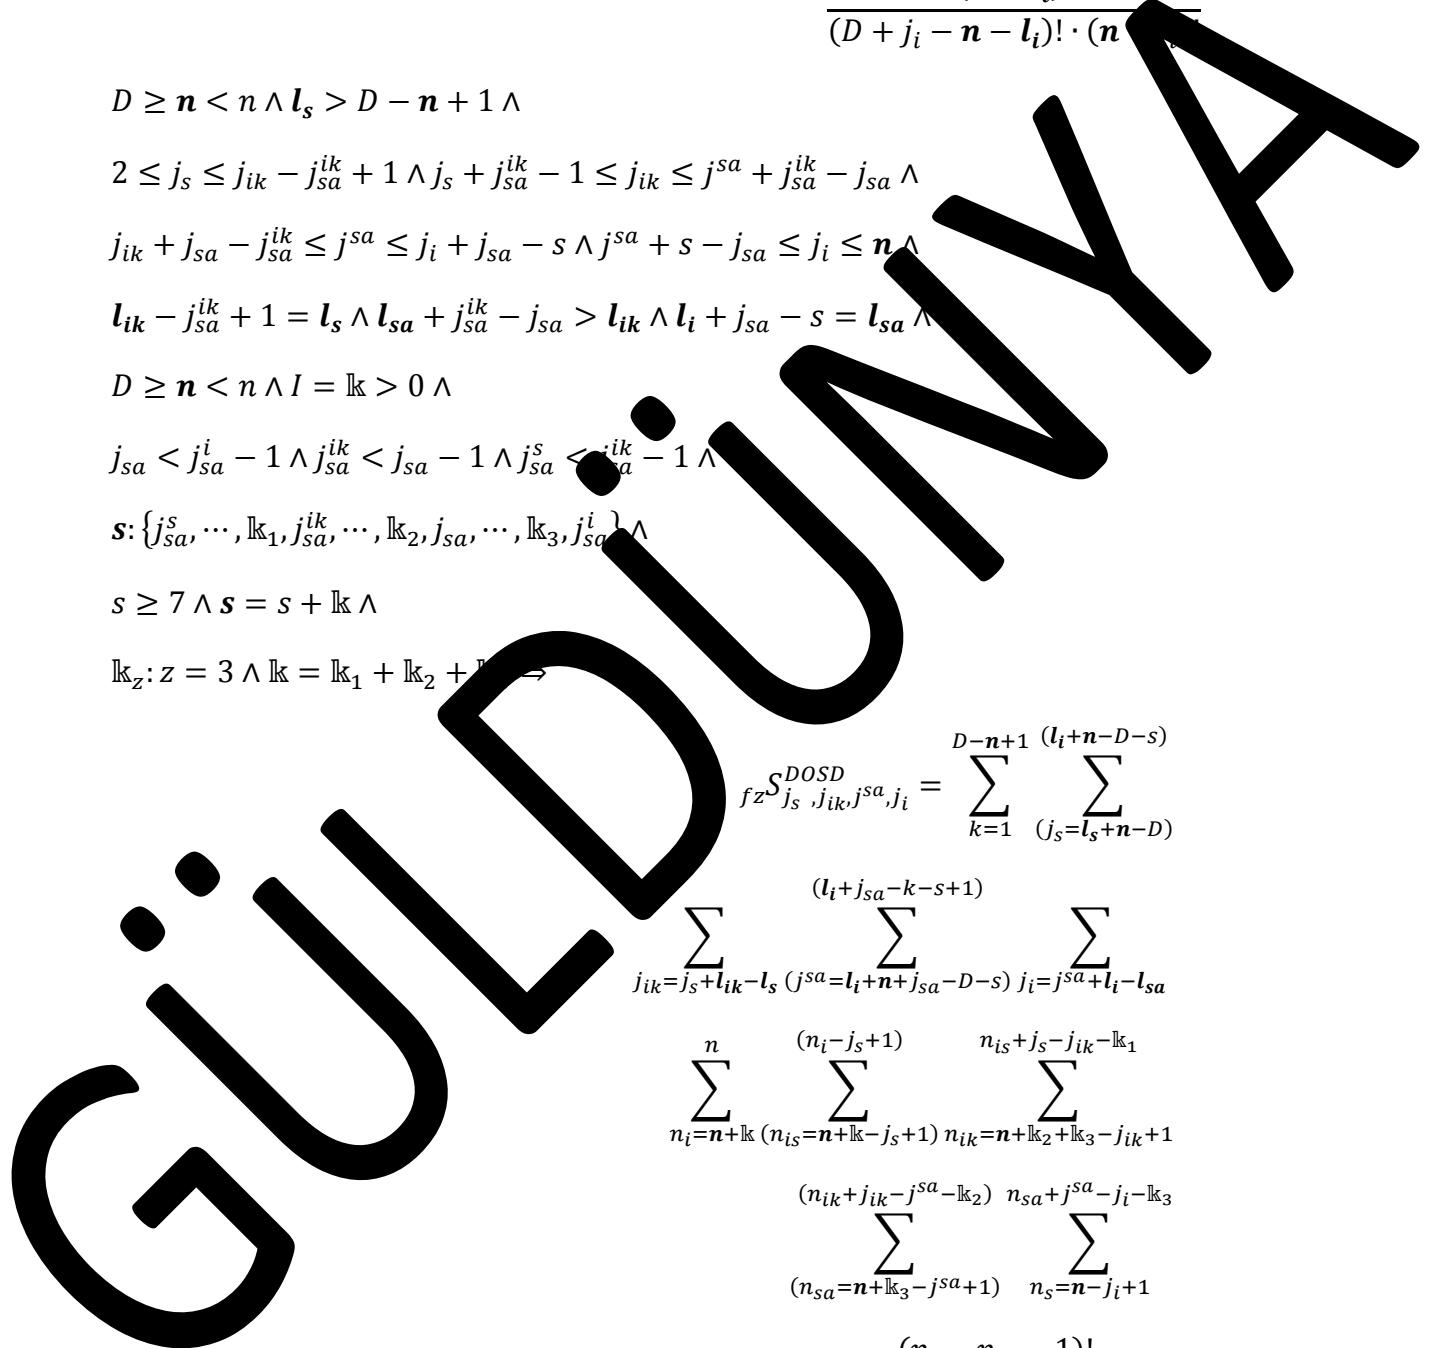 (D + j_i − n − l_i)! · (n
D ≥ n < n ∧ l_s > D − n + 1 ∧
2 ≤ j_s ≤ j_ik − j_sa^ik + 1 ∧ j_s + j_sa^ik − 1 ≤ j_ik ≤ j^sa + j_sa^ik − j_sa ∧
j_ik + j_sa − j_sa^ik ≤ j^sa ≤ j_i + j_sa − s ∧ j^sa + s − j_sa ≤ j_i ≤ n ∧
l_ik − j_sa^ik + 1 = l_s ∧ l_sa + j_sa^ik − j_sa > l_ik ∧ l_i + j_sa − s = l_sa ∧
D ≥ n < n ∧ I = 𝕜 > 0 ∧
j_sa < j_sa^i − 1 ∧ j_sa^ik < j_sa − 1 ∧ j_sa^s < j_sa^ik − 1 ∧
s: {j_sa^s, ⋯, 𝕜_1, j_sa^ik, ⋯, 𝕜_2, j_sa, ⋯, 𝕜_3, j_sa^i} ∧
s ≥ 7 ∧ s = s + 𝕜 ∧
𝕜_z: z = 3 ∧ 𝕜 = 𝕜_1 + 𝕜_2 + ⇒
D−n+1 (l_i+n−D−s)
fzS^DOSD_{j_s ,j_ik,j^sa,j_i} = ∑ ∑
k=1 (j_s=l_s+n−D)
(l_i+j_sa−k−s+1)
∑ ∑ ∑
j_ik=j_s+l_ik−l_s (j^sa=l_i+n+j_sa−D−s) j_i=j^sa+l_i−l_sa
n (n_i−j_s+1) n_is+j_s−j_ik−𝕜_1
∑ ∑ ∑
n_i=n+𝕜 (n_is=n+𝕜−j_s+1) n_ik=n+𝕜_2+𝕜_3−j_ik+1
(n_ik+j_ik−j^sa−𝕜_2) n_sa+j^sa−j_i−𝕜_3
∑ ∑
(n_sa=n+𝕜_3−j^sa+1) n_s=n−j_i+1
GÜLDÜNYA